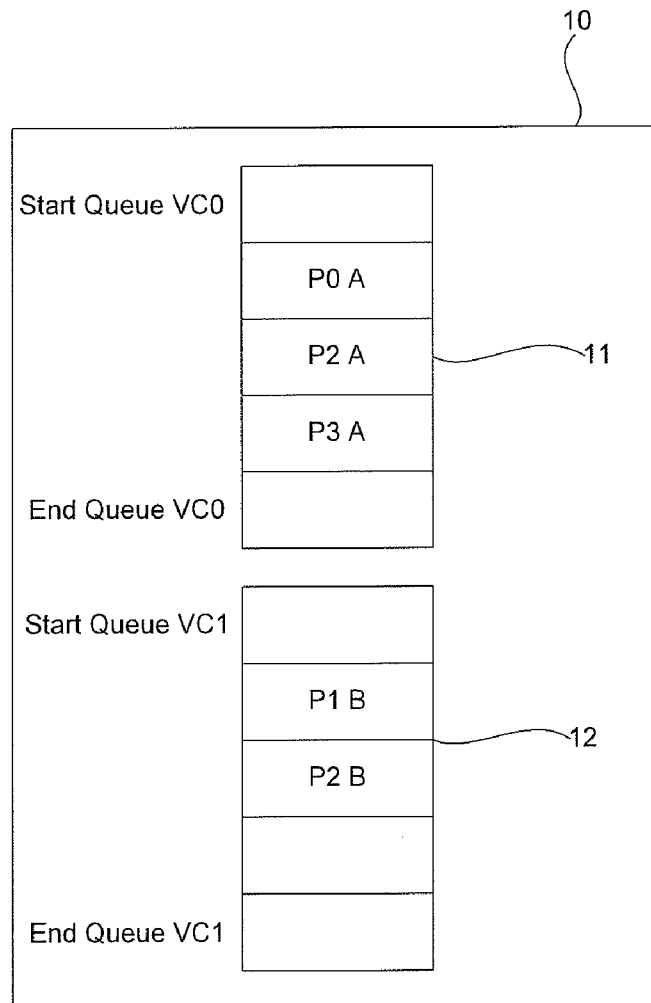 10
Start Queue VC0
P0 A
P2 A
11
P3 A
End Queue VC0
Start Queue VC1
P1 B
12
P2 B
End Queue VC1